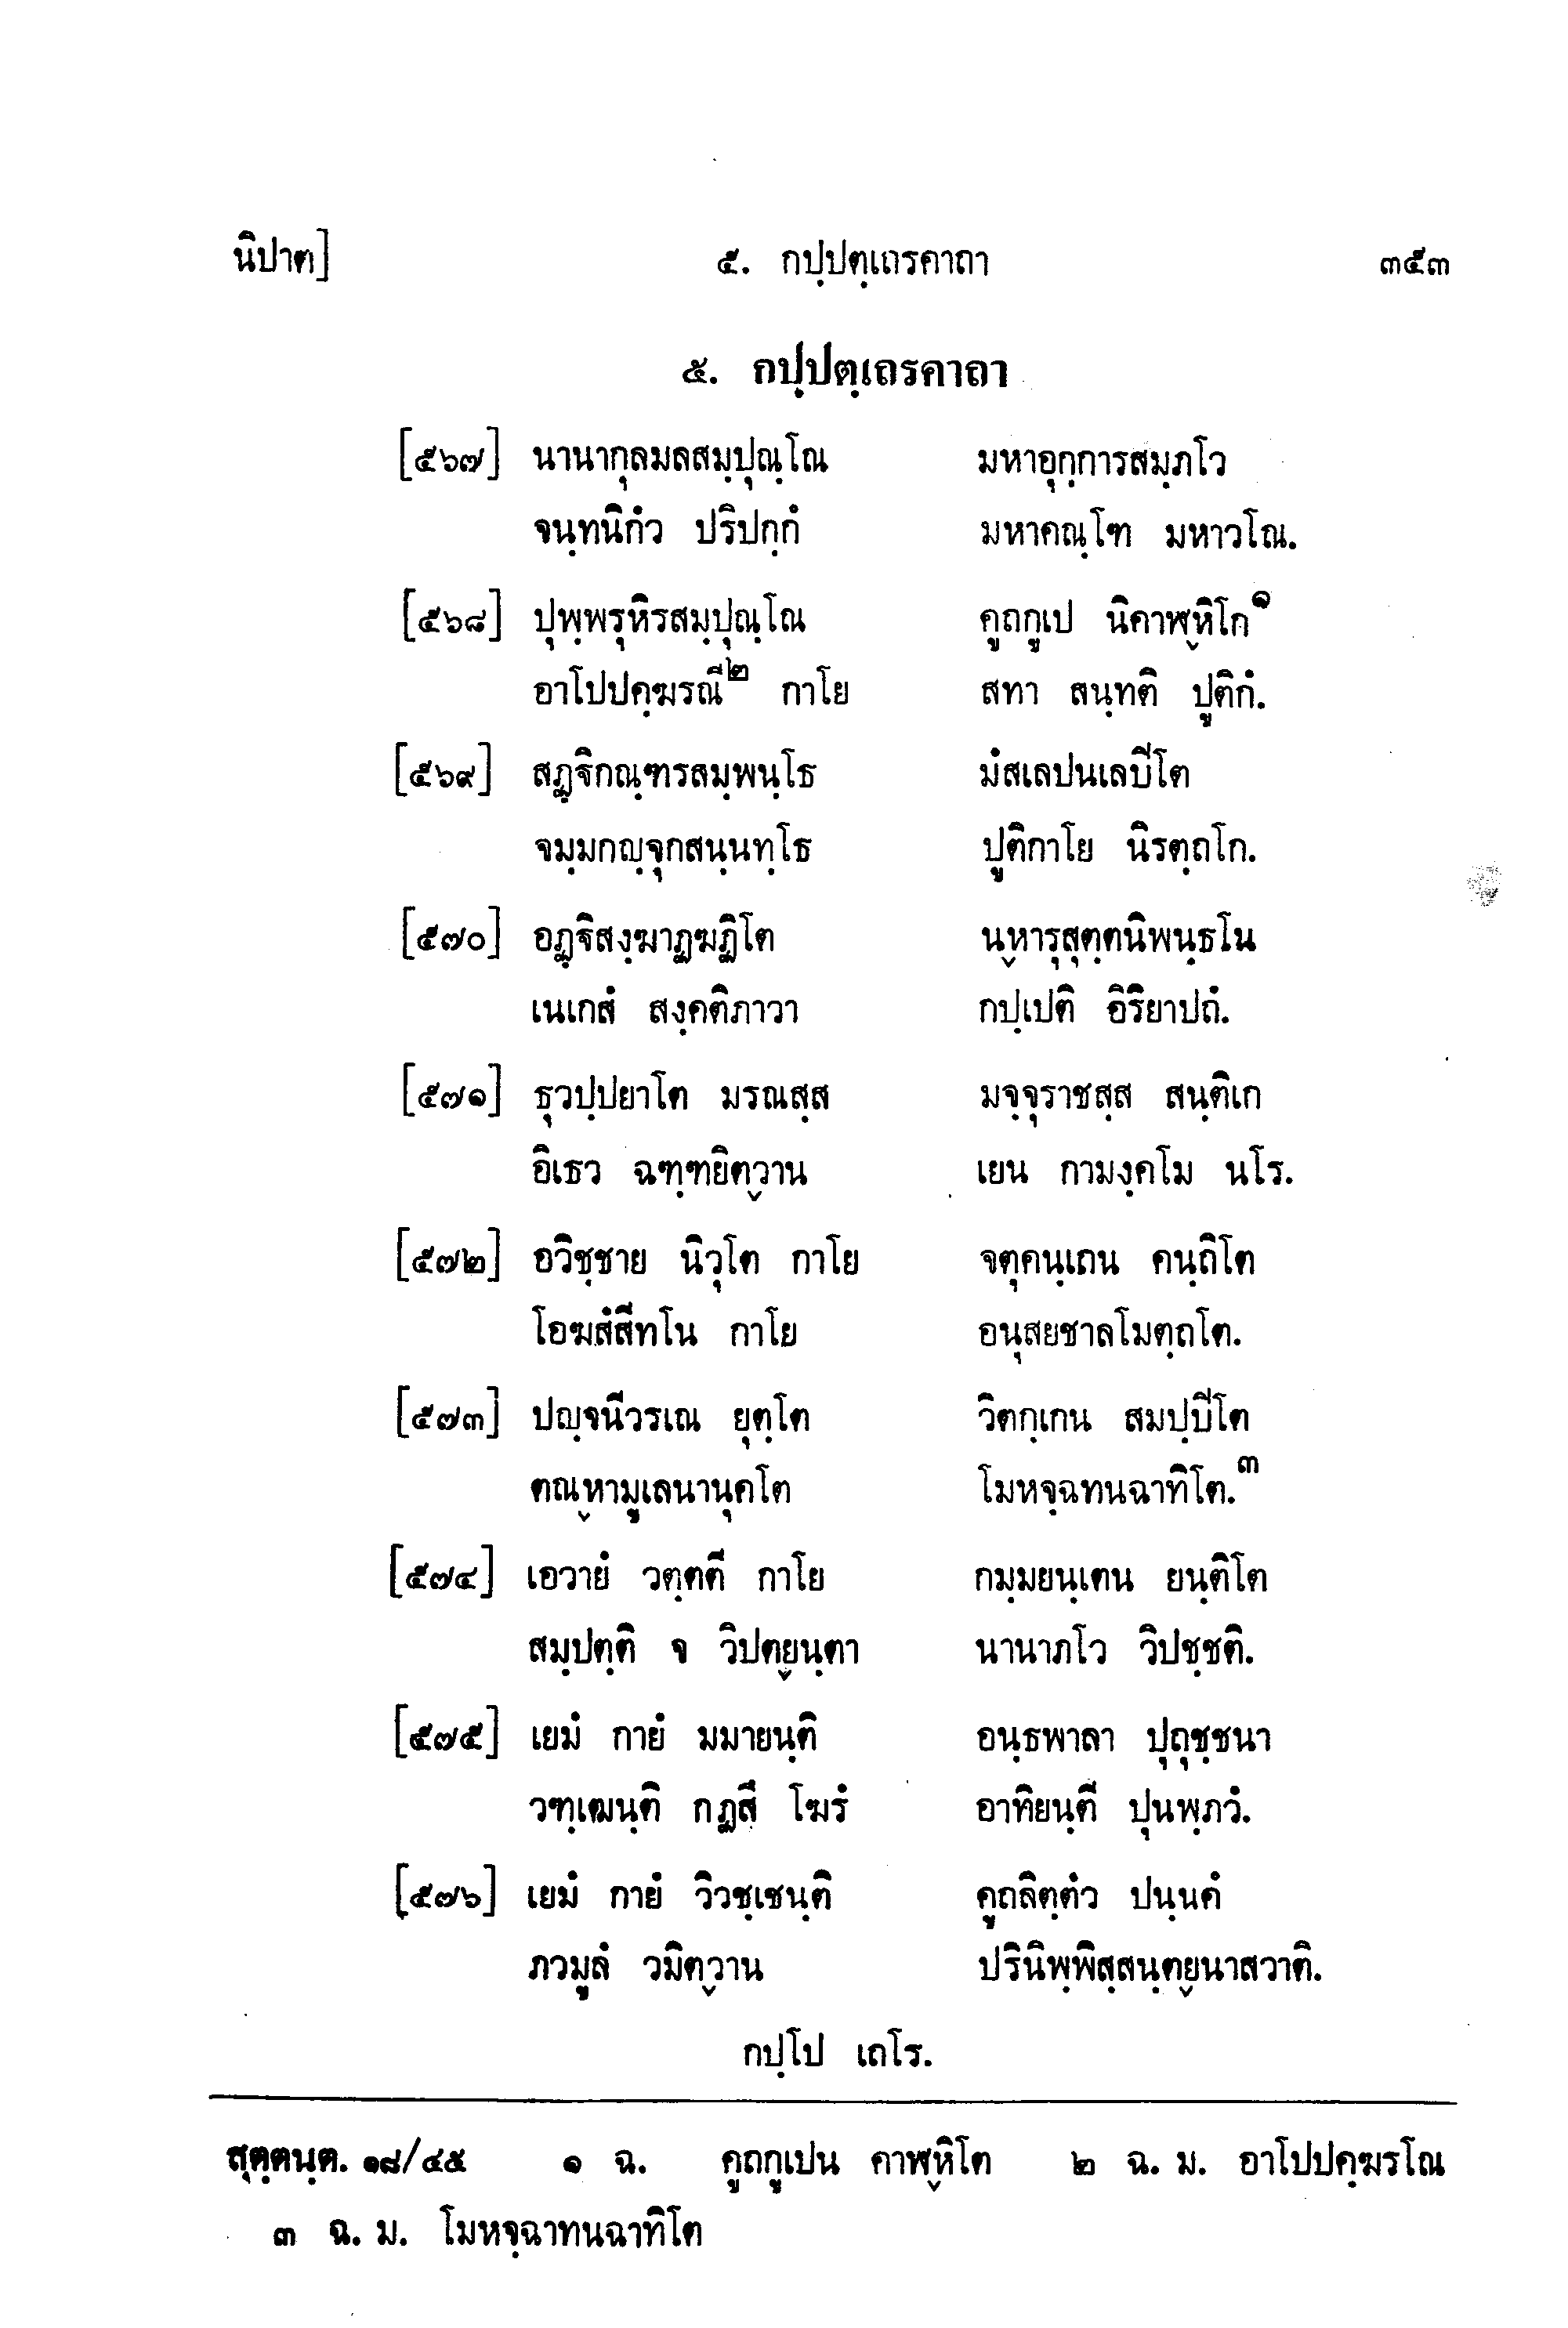 นิปาต] ๕. กปฺปตฺเถรคาถา ๓๕๓
๕. กปฺปตฺเถรคาถา
[๕๖๗] นานากุลมลสมฺปุณฺโณ มหาอุกฺการสมฺภโว
จนฺทนิกํว ปริปกฺกํ มหาคณฺโฑ มหาวโณ.
[๕๖๘] ปุพฺพรุหิรสมฺปุณฺโณ คูถกูเป นิคาฬฺหิโก๑
อาโปปคฺฆรณี๒ กาโย สทา สนฺทติ ปูติกํ.
[๕๖๙] สฏฺฐิกณฺฑรสมฺพนฺโธ มํสเลปนเลปิโต
จมฺมกญฺจุกสนฺนทฺโธ ปูติกาโย นิรตฺถโก.
[๕๗๐] อฏฺฐิสงฺฆาฏฆฏิโต นฺหารุสุตฺตนิพนฺธโน
เนเกสํ สงฺคติภาวา กปฺเปติ อิริยาปถํ.
[๕๗๑] ธุวปฺปยาโต มรณสฺส มจฺจุราชสฺส สนฺติเก
อิเธว ฉฑฺฑยิตฺวาน เยน กามงฺคโม นโร.
[๕๗๒] อวิชฺชาย นิวุโต กาโย จตุคนฺเถน คนฺถิโต
โอฆสํสีทโน กาโย อนุสยชาลโมตฺถโต.
[๕๗๓] ปญฺจนีวรเณ ยุตฺโต วิตกฺเกน สมปฺปิโต
ตณฺหามูเลนานุคโต โมหจฺฉทนฉาทิโต.๓
[๕๗๔] เอวายํ วตฺตตี กาโย กมฺมยนฺเตน ยนฺติโต
สมฺปตฺติ จ วิปตฺยนฺตา นานาภโว วิปชฺชติ.
[๕๗๕] เยมํ กายํ มมายนฺติ อนฺธพาลา ปุถุชฺชนา
วฑฺเฒนฺติ กฏสึ โฆรํ อาทิยนฺตี ปุนพฺภวํ.
[๕๗๖] เยมํ กายํ วิวชฺเชนฺติ คูถลิตฺตํว ปนฺนคํ
ภวมูลํ วมิตฺวาน ปรินิพฺพิสฺสนฺตฺยนาสวาติ.
กปฺโป เถโร.
สุตฺตนฺต. ๑๘/๔๕ ๑ ฉ. คูถกูเปน คาฬฺหิโต ๒ ฉ. ม. อาโปปคฺฆรโณ
๓ ฉ. ม. โมหจฺฉาทนฉาทิโต